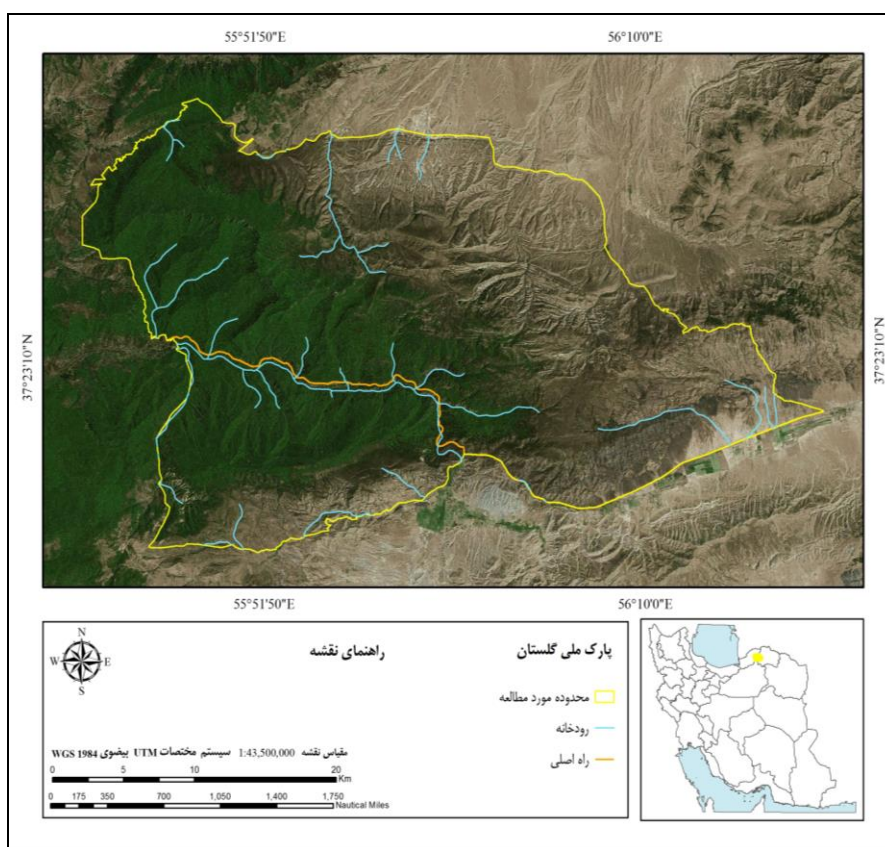 55°51'50"E 56°10'0"E
37°23'10"N
37°23'10"N
55°51'50"E 56°10'0"E
پارک ملی گلستان
راهنمای نقشه
N
W E
S
محدوده مورد مطالعه
رودخانه
راه اصلی
مقیاس نقشه 1:43,500,000 سیستم مختصات UTM بیضوی WGS 1984
0 5 10 20
Km
0 175 350 700 1,050 1,400 1,750
Nautical Miles